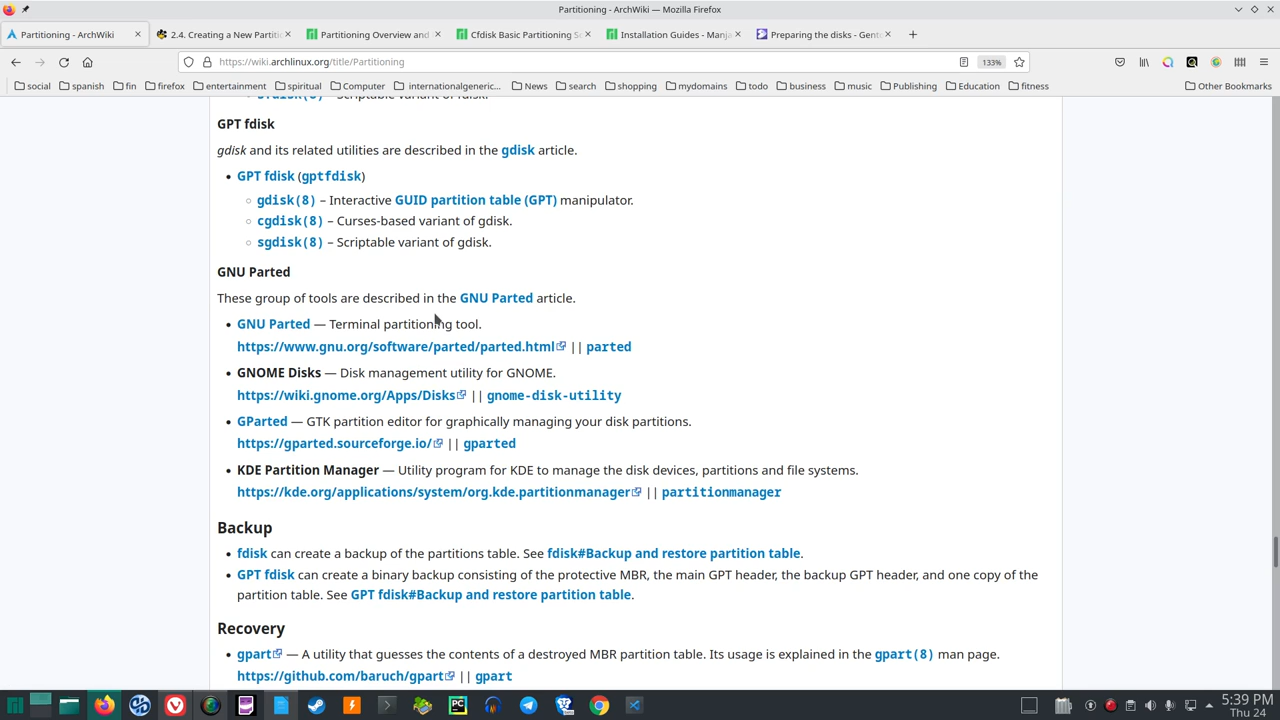 Partitioning - ArchWiki — Mozilla Firefox
Partitioning - ArchWiki
2.4. Creating a New Partiti
Partitioning Overview and
Cfdisk Basic Partitioning S
Installation Guides - Manja
Preparing the disks - Gent
https://wiki.archlinux.org/title/Partitioning
133%
social spanish fin firefox entertainment spiritual Computer internationalgeneric... News search shopping mydomains todo business music Publishing Education fitness Other Bookmarks
sfdisk(8) – Scriptable variant of fdisk.
GPT fdisk
gdisk and its related utilities are described in the gdisk article.
• GPT fdisk (gptfdisk)
gdisk(8) – Interactive GUID partition table (GPT) manipulator.
cgdisk(8) – Curses-based variant of gdisk.
sgdisk(8) – Scriptable variant of gdisk.
GNU Parted
These group of tools are described in the GNU Parted article.
• GNU Parted — Terminal partitioning tool.
https://www.gnu.org/software/parted/parted.html || parted
• GNOME Disks — Disk management utility for GNOME.
https://wiki.gnome.org/Apps/Disks || gnome-disk-utility
• GParted — GTK partition editor for graphically managing your disk partitions.
https://gparted.sourceforge.io/ || gparted
• KDE Partition Manager — Utility program for KDE to manage the disk devices, partitions and file systems.
https://kde.org/applications/system/org.kde.partitionmanager || partitionmanager
Backup
• fdisk can create a backup of the partitions table. See fdisk#Backup and restore partition table.
• GPT fdisk can create a binary backup consisting of the protective MBR, the main GPT header, the backup GPT header, and one copy of the
partition table. See GPT fdisk#Backup and restore partition table.
Recovery
• gpart — A utility that guesses the contents of a destroyed MBR partition table. Its usage is explained in the gpart(8) man page.
https://github.com/baruch/gpart || gpart
5:39 PM
Thu 24